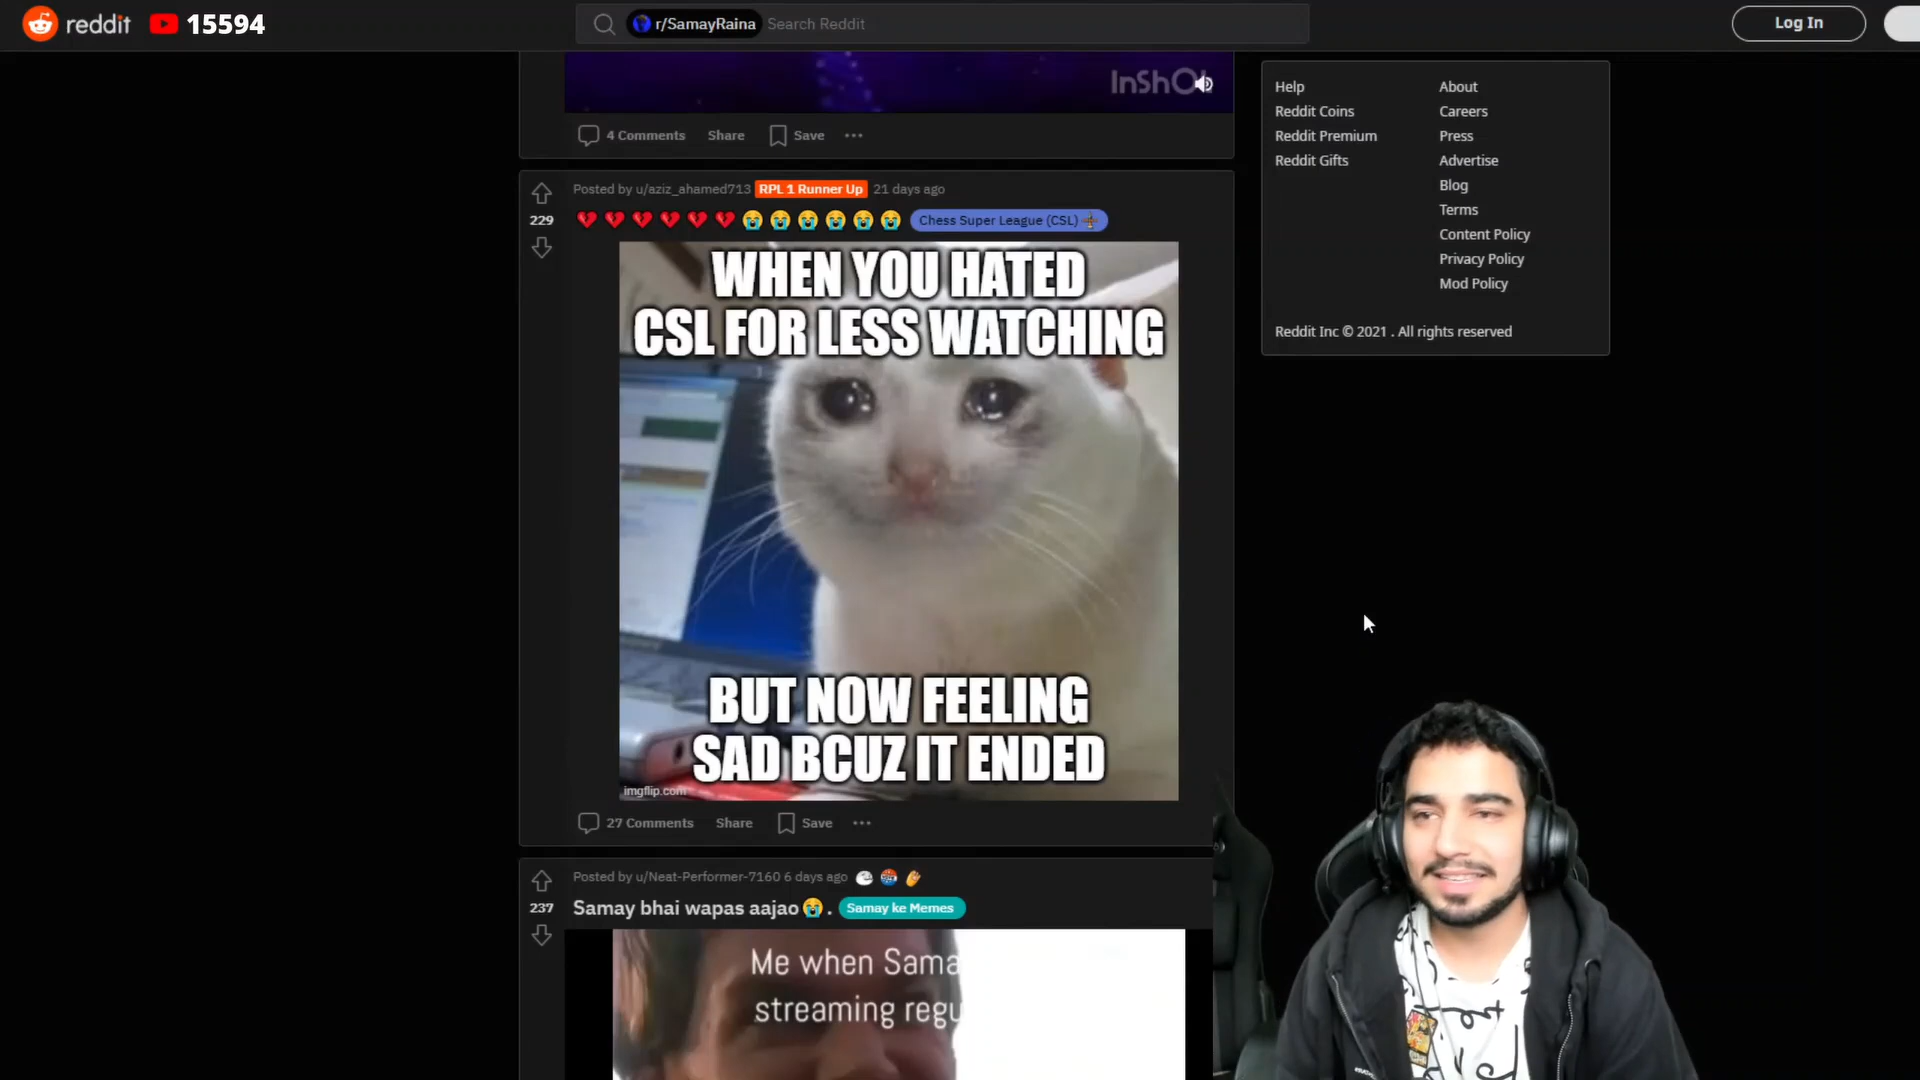 reddit
15594
r/SamayRaina
Search Reddit
Log In
4 Comments
Share
Save
Help
Reddit Coins
Reddit Premium
Reddit Gifts
About
Careers
Press
Advertise
Blog
Terms
Content Policy
Privacy Policy
Mod Policy
Reddit Inc © 2021 . All rights reserved
Posted by u/aziz_ahamed713 RPL 1 Runner Up 21 days ago
229
💔 💔 💔 💔 💔 💔 😭 😭 😭 😭 😭 😭 Chess Super League (CSL)
WHEN YOU HATED
CSL FOR LESS WATCHING
BUT NOW FEELING
SAD BCUZ IT ENDED
imgflip.com
27 Comments
Share
Save
Posted by u/Neat-Performer-7160 6 days ago
237
Samay bhai wapas aajao😭 . Samay ke Memes
Me when
streaming